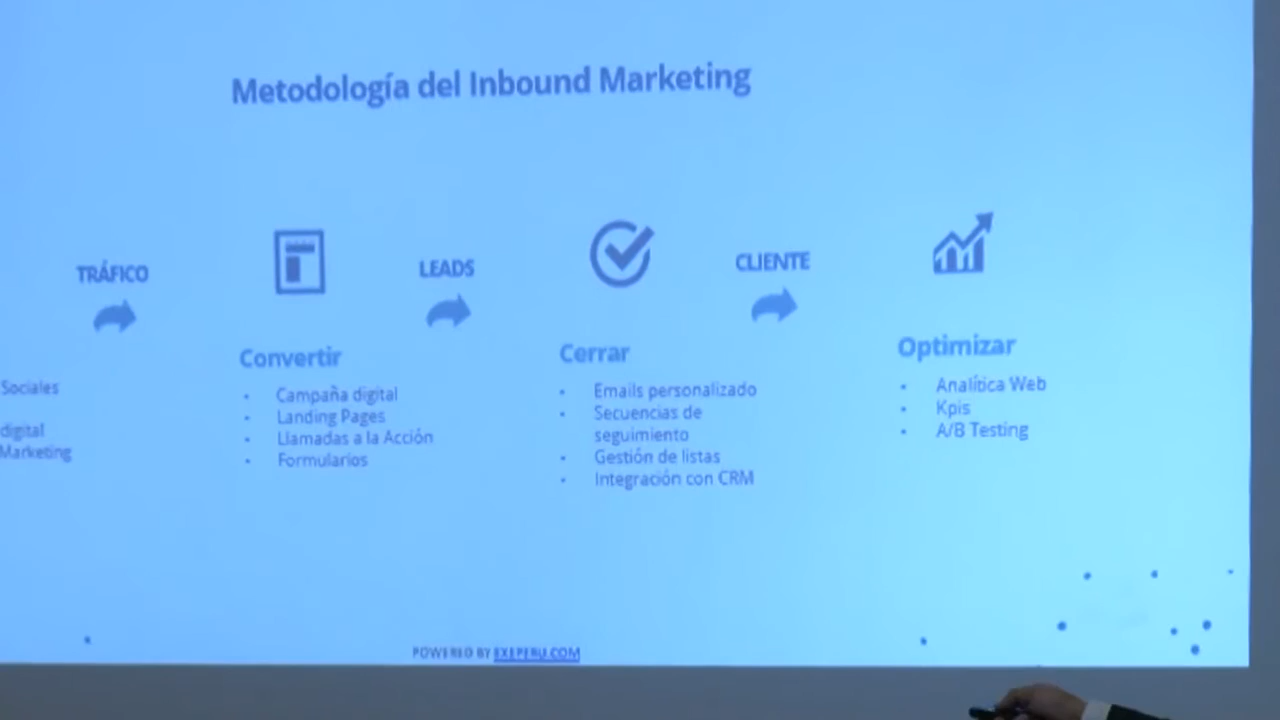 Metodología del Inbound Marketing
TRÁFICO
LEADS
CLIENTE
Sociales
digital
Marketing
Convertir
• Campaña digital
• Landing Pages
• Llamadas a la Acción
• Formularios
Cerrar
• Emails personalizado
• Secuencias de
seguimiento
• Gestión de listas
• Integración con CRM
Optimizar
• Analítica Web
• Kpis
• A/B Testing
POWERED BY EXEPERU.COM